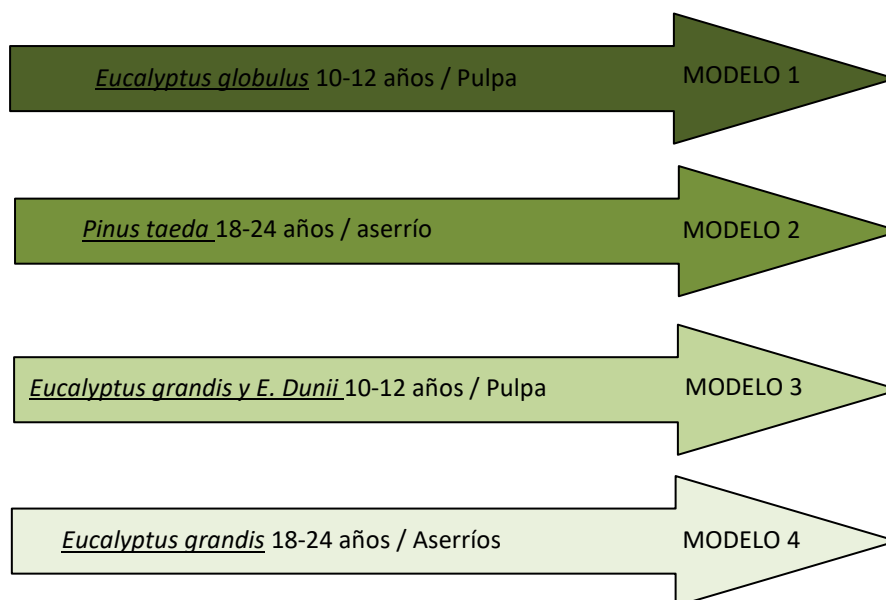 Eucalyptus globulus 10-12 años / Pulpa MODELO 1
Pinus taeda 18-24 años / aserrío MODELO 2
Eucalyptus grandis y E. Dunii 10-12 años / Pulpa MODELO 3
Eucalyptus grandis 18-24 años / Aserríos MODELO 4